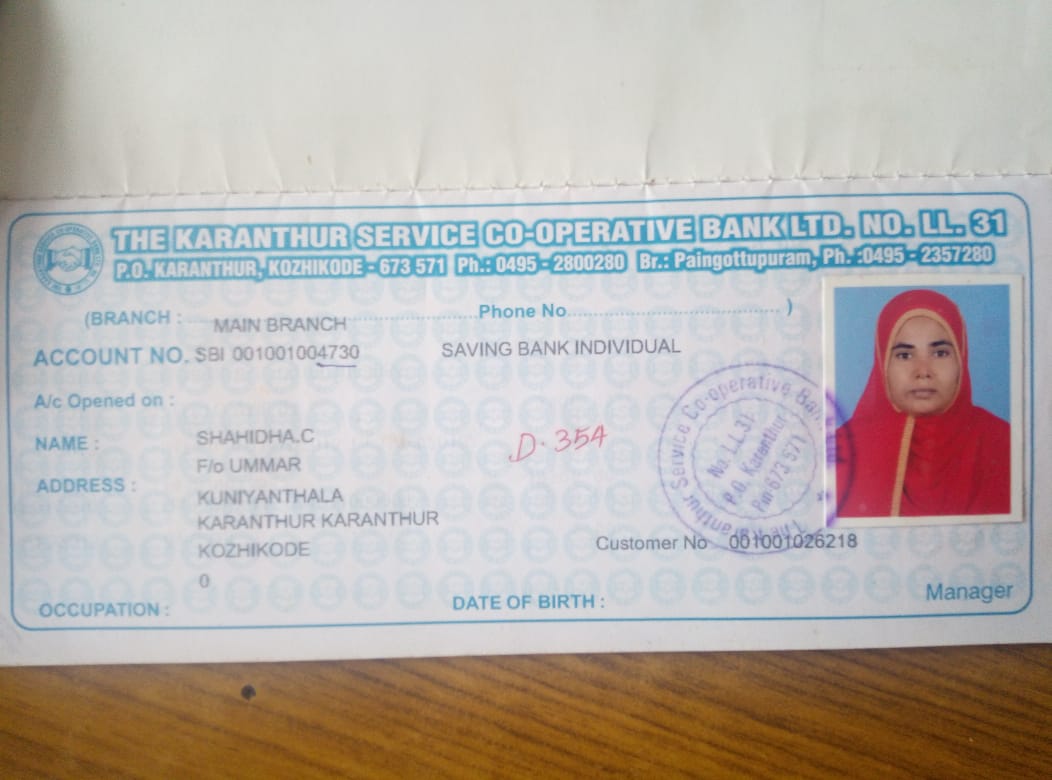 THE KARANTHUR SERVICE CO-OPERATIVE BANK LTD. NO. LL. 31
P.O. KARANTHUR, KOZHIKODE - 673 571 Ph.: 0495 - 2800280 Br.: Paingottupuram, Ph. :0495 - 2357280
(BRANCH : MAIN BRANCH Phone No. )
ACCOUNT NO. SBI 001001004730 SAVING BANK INDIVIDUAL
A/c Opened on :
NAME : SHAHIDHA.C
D. 354
F/o UMMAR
ADDRESS : KUNIYANTHALA
KARANTHUR KARANTHUR
KOZHIKODE
Customer No 001001026218
0
OCCUPATION : DATE OF BIRTH : Manager
Service Co-operative Bank Ltd
No. L.L. 31.
P.O. Karanthur
Pin 673 571